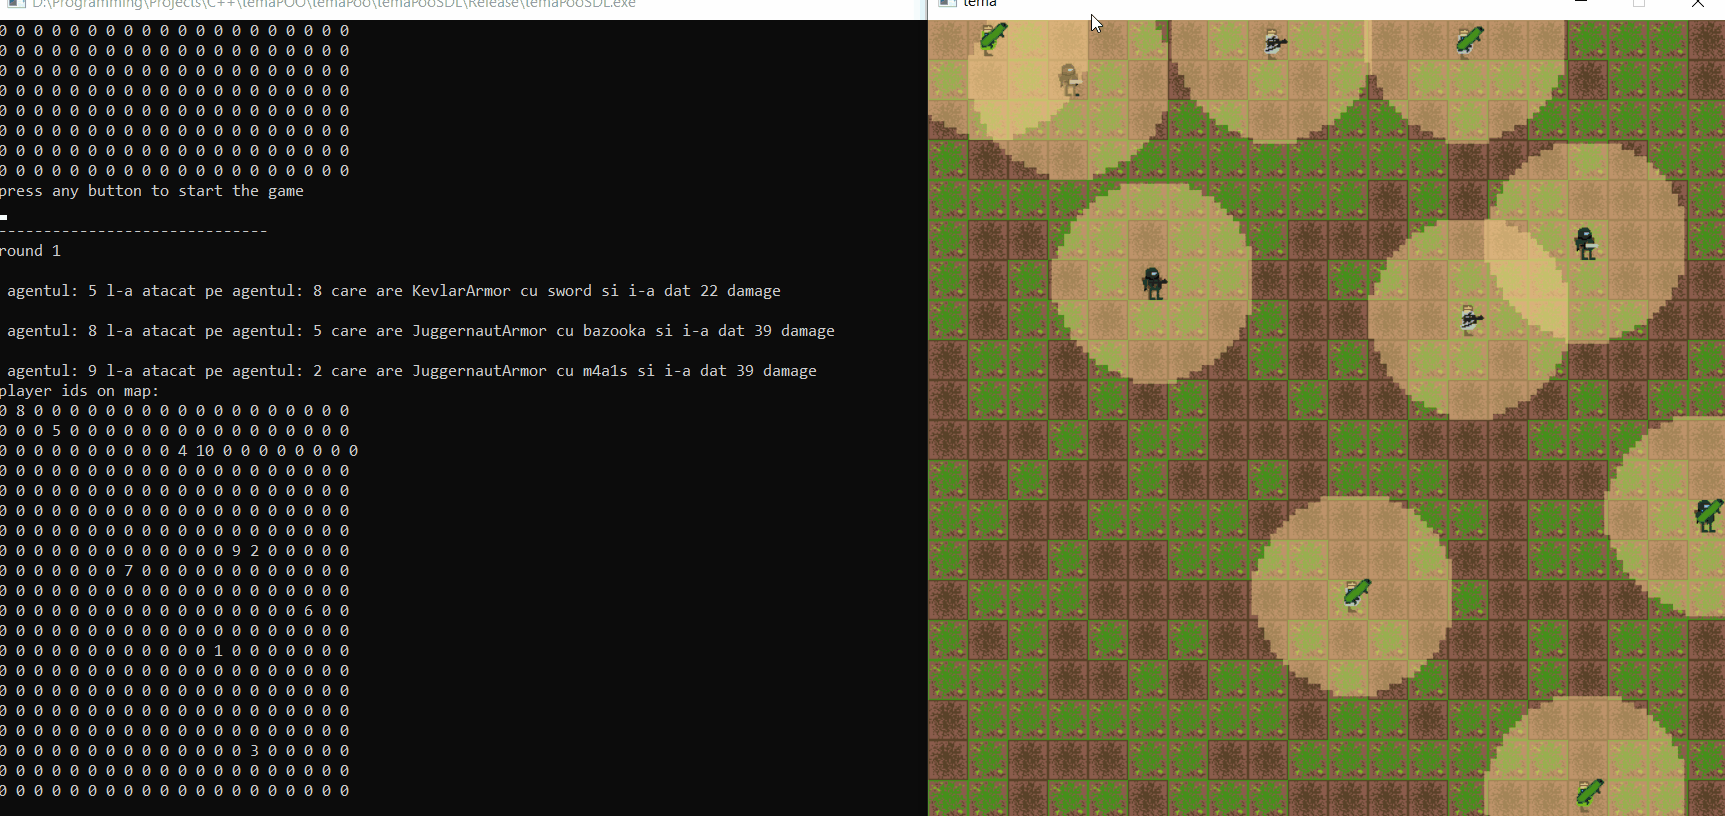 D:\Programming\Projects\C++\temaPOO\temaPoo\temaPooSDL\Release\temaPooSDL.exe
0 0 0 0 0 0 0 0 0 0 0 0 0 0 0 0 0 0 0 0
0 0 0 0 0 0 0 0 0 0 0 0 0 0 0 0 0 0 0 0
0 0 0 0 0 0 0 0 0 0 0 0 0 0 0 0 0 0 0 0
0 0 0 0 0 0 0 0 0 0 0 0 0 0 0 0 0 0 0 0
0 0 0 0 0 0 0 0 0 0 0 0 0 0 0 0 0 0 0 0
0 0 0 0 0 0 0 0 0 0 0 0 0 0 0 0 0 0 0 0
0 0 0 0 0 0 0 0 0 0 0 0 0 0 0 0 0 0 0 0
0 0 0 0 0 0 0 0 0 0 0 0 0 0 0 0 0 0 0 0
press any button to start the game
------------------------------
round 1
agentul: 5 l-a atacat pe agentul: 8 care are KevlarArmor cu sword si i-a dat 22 damage
agentul: 8 l-a atacat pe agentul: 5 care are JuggernautArmor cu bazooka si i-a dat 39 damage
agentul: 9 l-a atacat pe agentul: 2 care are JuggernautArmor cu m4a1s si i-a dat 39 damage
player ids on map:
0 8 0 0 0 0 0 0 0 0 0 0 0 0 0 0 0 0 0 0
0 0 0 5 0 0 0 0 0 0 0 0 0 0 0 0 0 0 0 0
0 0 0 0 0 0 0 0 0 0 4 10 0 0 0 0 0 0 0 0
0 0 0 0 0 0 0 0 0 0 0 0 0 0 0 0 0 0 0 0
0 0 0 0 0 0 0 0 0 0 0 0 0 0 0 0 0 0 0 0
0 0 0 0 0 0 0 0 0 0 0 0 0 0 0 0 0 0 0 0
0 0 0 0 0 0 0 0 0 0 0 0 0 0 0 0 0 0 0 0
0 0 0 0 0 0 0 0 0 0 0 0 0 9 2 0 0 0 0 0
0 0 0 0 0 0 0 7 0 0 0 0 0 0 0 0 0 0 0 0
0 0 0 0 0 0 0 0 0 0 0 0 0 0 0 0 0 0 0 0
0 0 0 0 0 0 0 0 0 0 0 0 0 0 0 0 0 6 0 0
0 0 0 0 0 0 0 0 0 0 0 0 0 0 0 0 0 0 0 0
0 0 0 0 0 0 0 0 0 0 0 0 1 0 0 0 0 0 0 0
0 0 0 0 0 0 0 0 0 0 0 0 0 0 0 0 0 0 0 0
0 0 0 0 0 0 0 0 0 0 0 0 0 0 0 0 0 0 0 0
0 0 0 0 0 0 0 0 0 0 0 0 0 0 0 0 0 0 0 0
0 0 0 0 0 0 0 0 0 0 0 0 0 0 0 0 0 0 0 0
0 0 0 0 0 0 0 0 0 0 0 0 0 0 3 0 0 0 0 0
0 0 0 0 0 0 0 0 0 0 0 0 0 0 0 0 0 0 0 0
0 0 0 0 0 0 0 0 0 0 0 0 0 0 0 0 0 0 0 0
tema